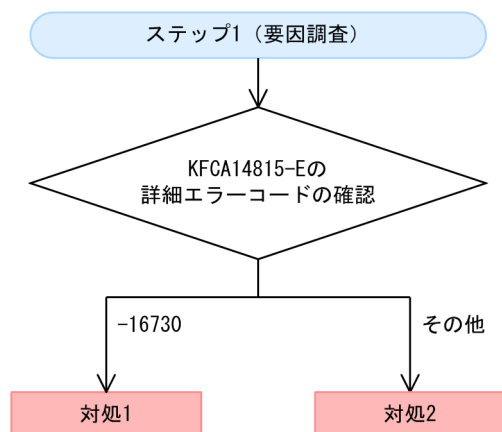 ステップ1（要因調査）
KFCA14815-Eの
詳細エラーコードの確認
-16730
その他
対処1
対処2